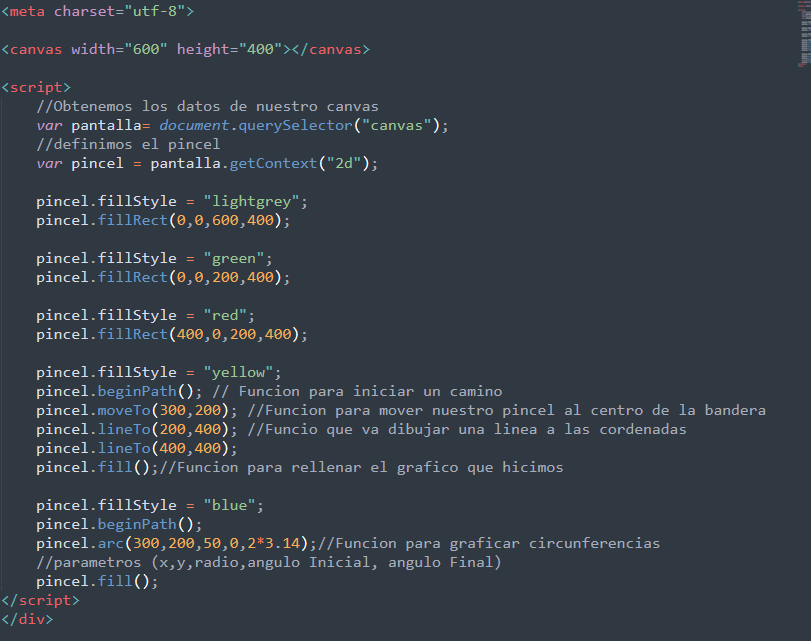 <meta charset="utf-8">
<canvas width="600" height="400"></canvas>
<script>
//Obtenemos los datos de nuestro canvas
var pantalla= document.querySelector("canvas");
//definimos el pincel
var pincel = pantalla.getContext("2d");
pincel.fillStyle = "lightgrey";
pincel.fillRect(0,0,600,400);
pincel.fillStyle = "green";
pincel.fillRect(0,0,200,400);
pincel.fillStyle = "red";
pincel.fillRect(400,0,200,400);
pincel.fillStyle = "yellow";
pincel.beginPath(); // Funcion para iniciar un camino
pincel.moveTo(300,200); //Funcion para mover nuestro pincel al centro de la bandera
pincel.lineTo(200,400); //Funcio que va dibujar una linea a las cordenadas
pincel.lineTo(400,400);
pincel.fill();//Funcion para rellenar el grafico que hicimos
pincel.fillStyle = "blue";
pincel.beginPath();
pincel.arc(300,200,50,0,2*3.14);//Funcion para graficar circunferencias
//parametros (x,y,radio,angulo Inicial, angulo Final)
pincel.fill();
</script>
</div>